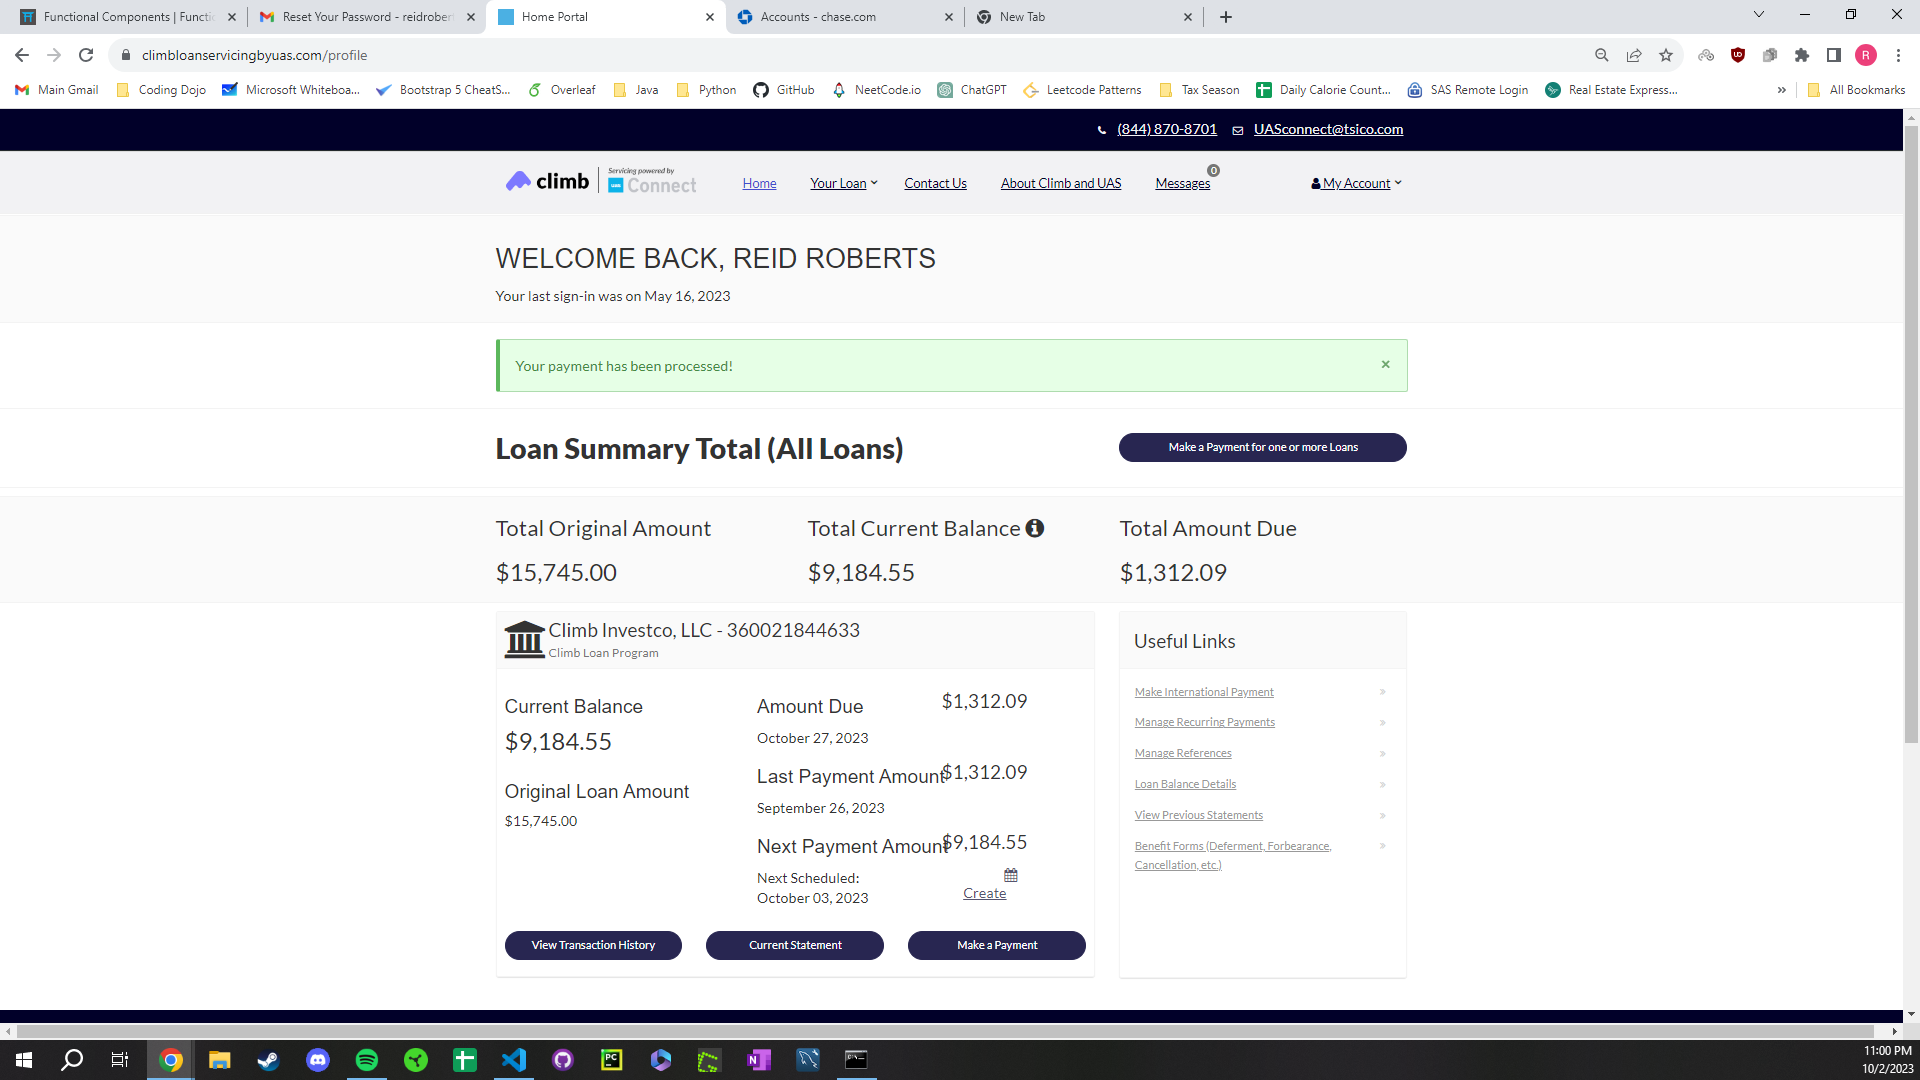 Functional Components | Functi
Reset Your Password - reidrober
Home Portal
Accounts - chase.com
New Tab
climbloanservicingbyuas.com/profile
R
Main Gmail
Coding Dojo
Microsoft Whiteboa...
Bootstrap 5 CheatS...
Overleaf
Java
Python
GitHub
NeetCode.io
ChatGPT
Leetcode Patterns
Tax Season
Daily Calorie Count...
SAS Remote Login
Real Estate Express...
»
All Bookmarks
(844) 870-8701
UASconnect@tsico.com
climb
Servicing powered by
uas Connect
Home
Your Loan
Contact Us
About Climb and UAS
Messages
0
My Account
WELCOME BACK, REID ROBERTS
Your last sign-in was on May 16, 2023
Your payment has been processed!
×
Loan Summary Total (All Loans)
Make a Payment for one or more Loans
Total Original Amount
$15,745.00
Total Current Balance
$9,184.55
Total Amount Due
$1,312.09
Climb Investco, LLC - 360021844633
Climb Loan Program
Current Balance
$9,184.55
Original Loan Amount
$15,745.00
Amount Due
$1,312.09
October 27, 2023
Last Payment Amount
$1,312.09
September 26, 2023
Next Payment Amount
$9,184.55
Next Scheduled:
October 03, 2023
Create
View Transaction History
Current Statement
Make a Payment
Useful Links
Make International Payment »
Manage Recurring Payments »
Manage References »
Loan Balance Details »
View Previous Statements »
Benefit Forms (Deferment, Forbearance, »
Cancellation, etc.)
11:00 PM
10/2/2023